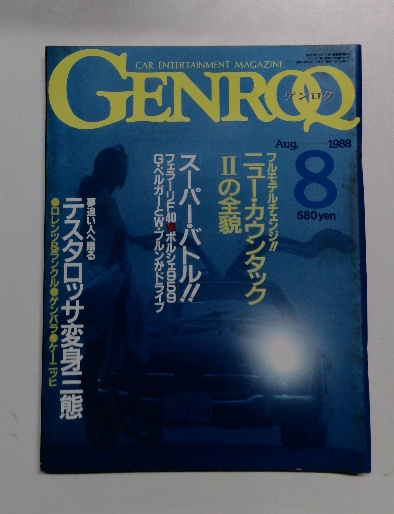 CAR ENTERTAINMENT MAGAZINE
GENROQ
ゲンロク
Aug. 1988
8
580yen
フルモデルチェンジ!!
ニュー・カウンタック
IIの全貌
スーパー・バトル!!
フェラーリF40vsポルシェ959
G・ベルガーとW・ブルンがドライブ
夢追い人へ贈る
テスタロッサ変身三態
●ロレンツ&ランクル●ケンバラ●ケーニッヒ